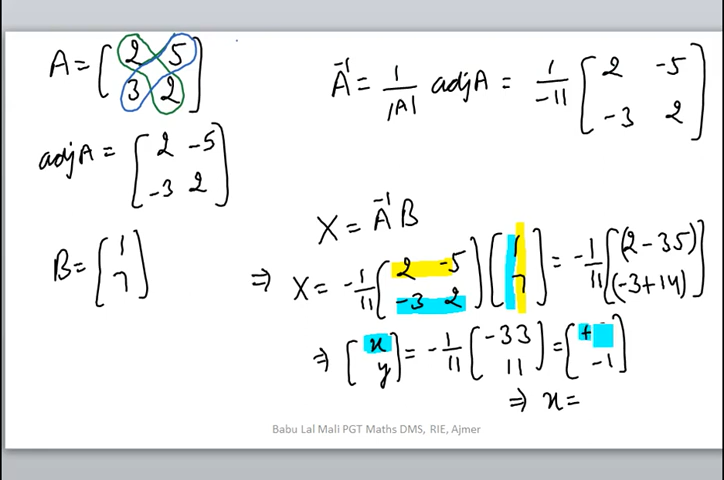 A = [2 5
3 2]
A⁻¹ = 1/|A| adjA = 1/-11 [2 -5
-3 2]
adjA = [2 -5
-3 2]
X = A⁻¹ B
B = [1
7]
⇒ X = -1/11 [2 -5
-3 2] [1
7] = -1/11 [(2-35)
(-3+14)]
⇒ [x
y] = -1/11 [-33
11] = [+
-1]
⇒ x =
Babu Lal Mali PGT Maths DMS, RIE, Ajmer